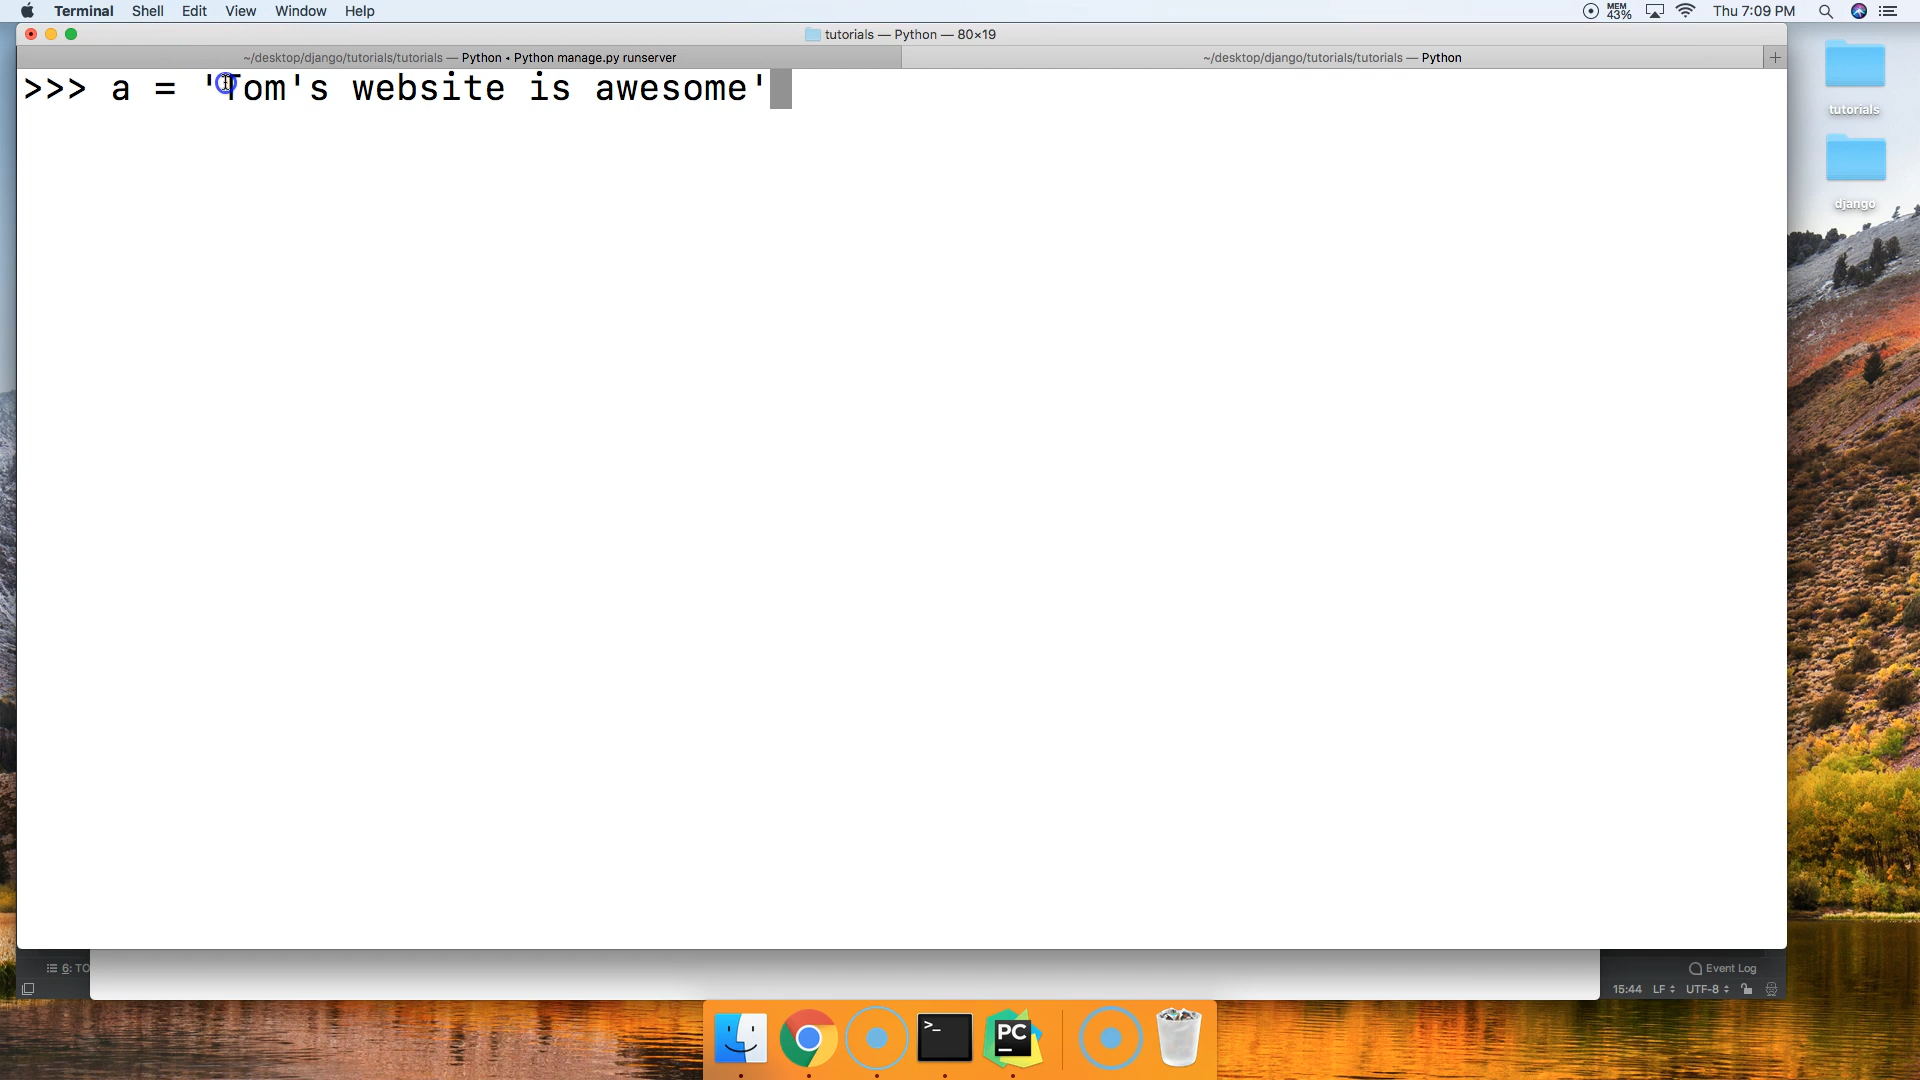 Terminal Shell Edit View Window Help MEM 43% Thu 7:09 PM
tutorials — Python — 80×19
~/desktop/django/tutorials/tutorials — Python • Python manage.py runserver ~/desktop/django/tutorials/tutorials — Python +
>>> a = 'Tom's website is awesome'
tutorials
django
6: TO Event Log
15:44 LF UTF-8
>_ PC